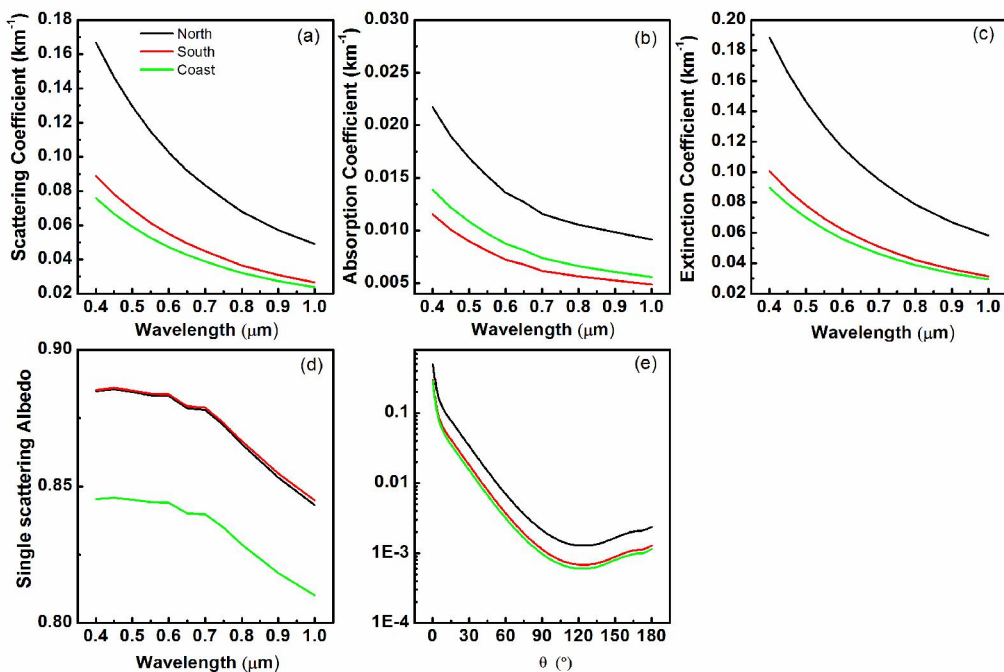 Scattering Coefficient (km⁻¹)
0.18
0.16
0.14
0.12
0.10
0.08
0.06
0.04
0.02
North
South
Coast
(a)
0.4 0.5 0.6 0.7 0.8 0.9 1.0
Wavelength (μm)
Absorption Coefficient (km⁻¹)
0.030
0.025
0.020
0.015
0.010
0.005
(b)
0.4 0.5 0.6 0.7 0.8 0.9 1.0
Wavelength (μm)
Extinction Coefficient (km⁻¹)
0.20
0.18
0.16
0.14
0.12
0.10
0.08
0.06
0.04
0.02
(c)
0.4 0.5 0.6 0.7 0.8 0.9 1.0
Wavelength (μm)
Single scattering Albedo
0.90
0.85
0.80
(d)
0.4 0.5 0.6 0.7 0.8 0.9 1.0
Wavelength (μm)
0.1
0.01
1E-3
1E-4
(e)
0 30 60 90 120 150 180
θ (°)